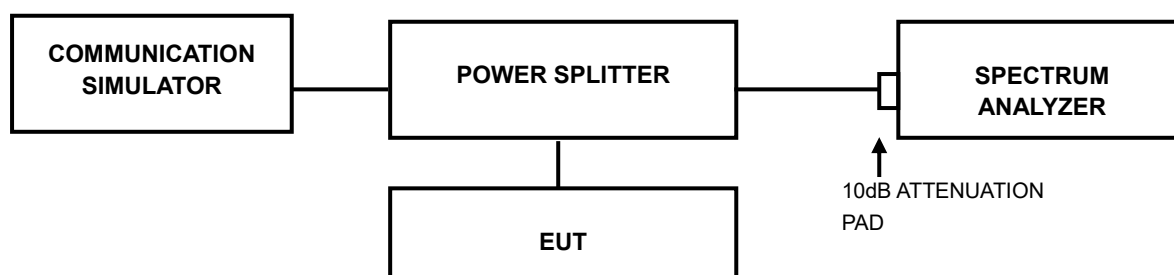 COMMUNICATION
SIMULATOR
POWER SPLITTER
SPECTRUM
ANALYZER
10dB ATTENUATION
PAD
EUT